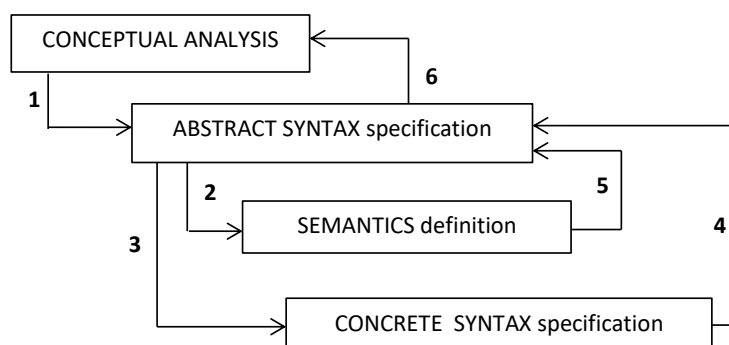 CONCEPTUAL ANALYSIS
1
6
ABSTRACT SYNTAX specification
2
5
SEMANTICS definition
3
4
CONCRETE SYNTAX specification